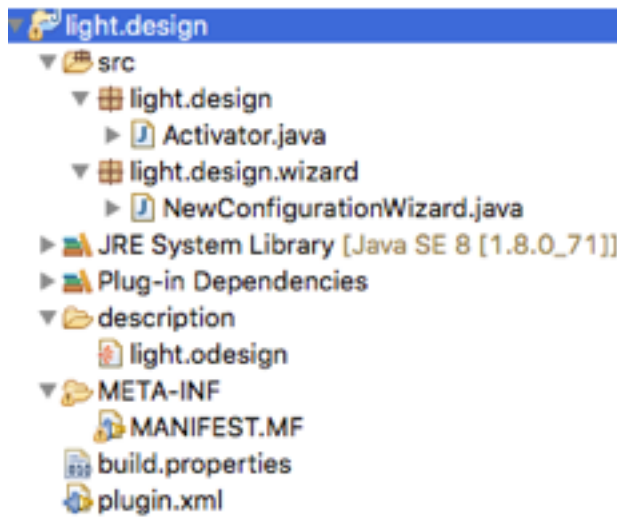 light.design
src
light.design
Activator.java
light.design.wizard
NewConfigurationWizard.java
JRE System Library [Java SE 8 [1.8.0_71]]
Plug-in Dependencies
description
light.odesign
META-INF
MANIFEST.MF
build.properties
plugin.xml